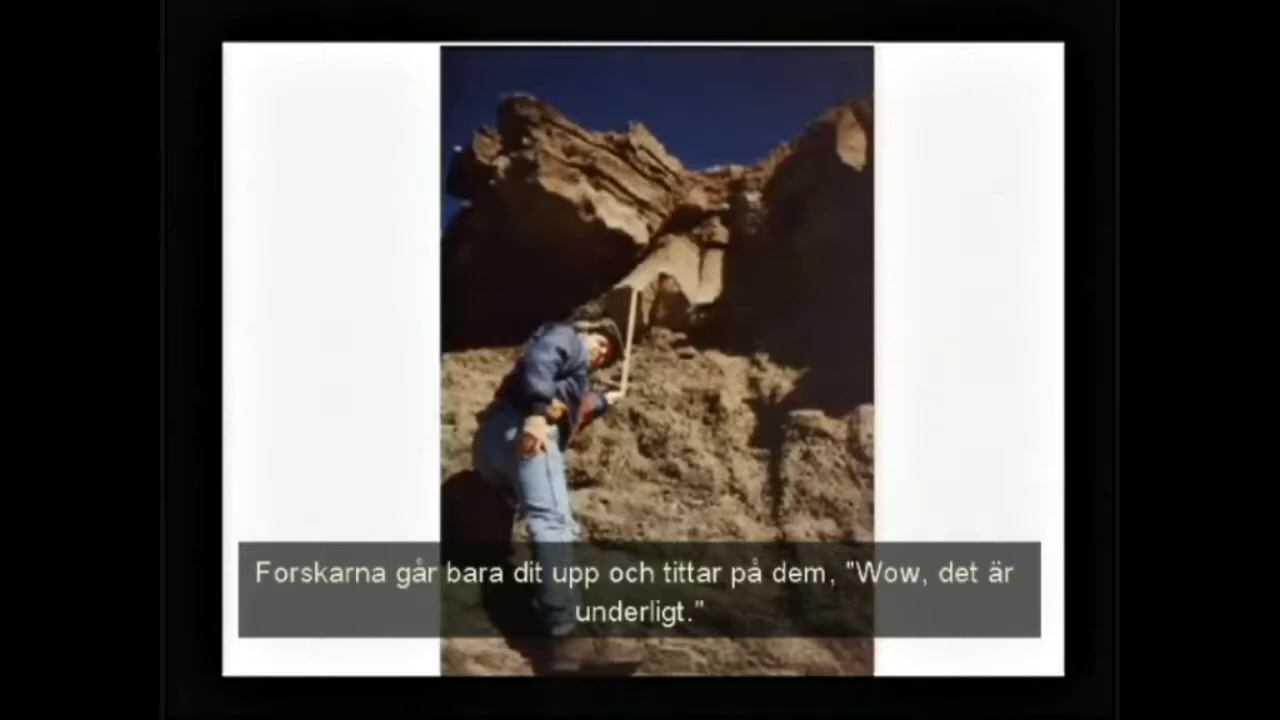 Forskarna går bara dit upp och tittar på dem, "Wow, det är
underligt."